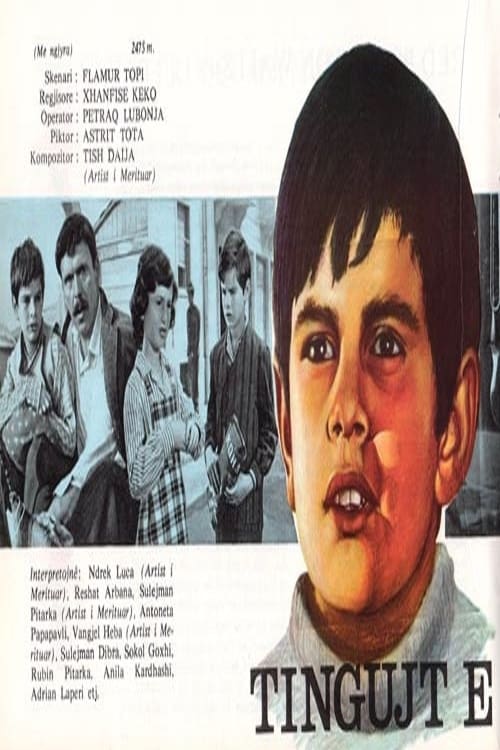 (Me ngjyra) 2475 m.
Skenari : FLAMUR TOPI
Regjisore : XHANFISE KEKO
Operator : PETRAQ LUBONJA
Piktor : ASTRIT TOTA
Kompozitor : TISH DAIJA
(Artist i Merituar)
Interpretojnë: Ndrek Luca (Artist i
Merituar), Reshat Arbana, Sulejman
Pitarka (Artist i Merituar), Antoneta
Papapavli, Vangjel Heba (Artist i Me-
rituar), Sulejman Dibra, Sokol Goxhi,
Rubin Pitarka, Anila Kardhashi,
Adrian Laperi etj.
TINGUJT E